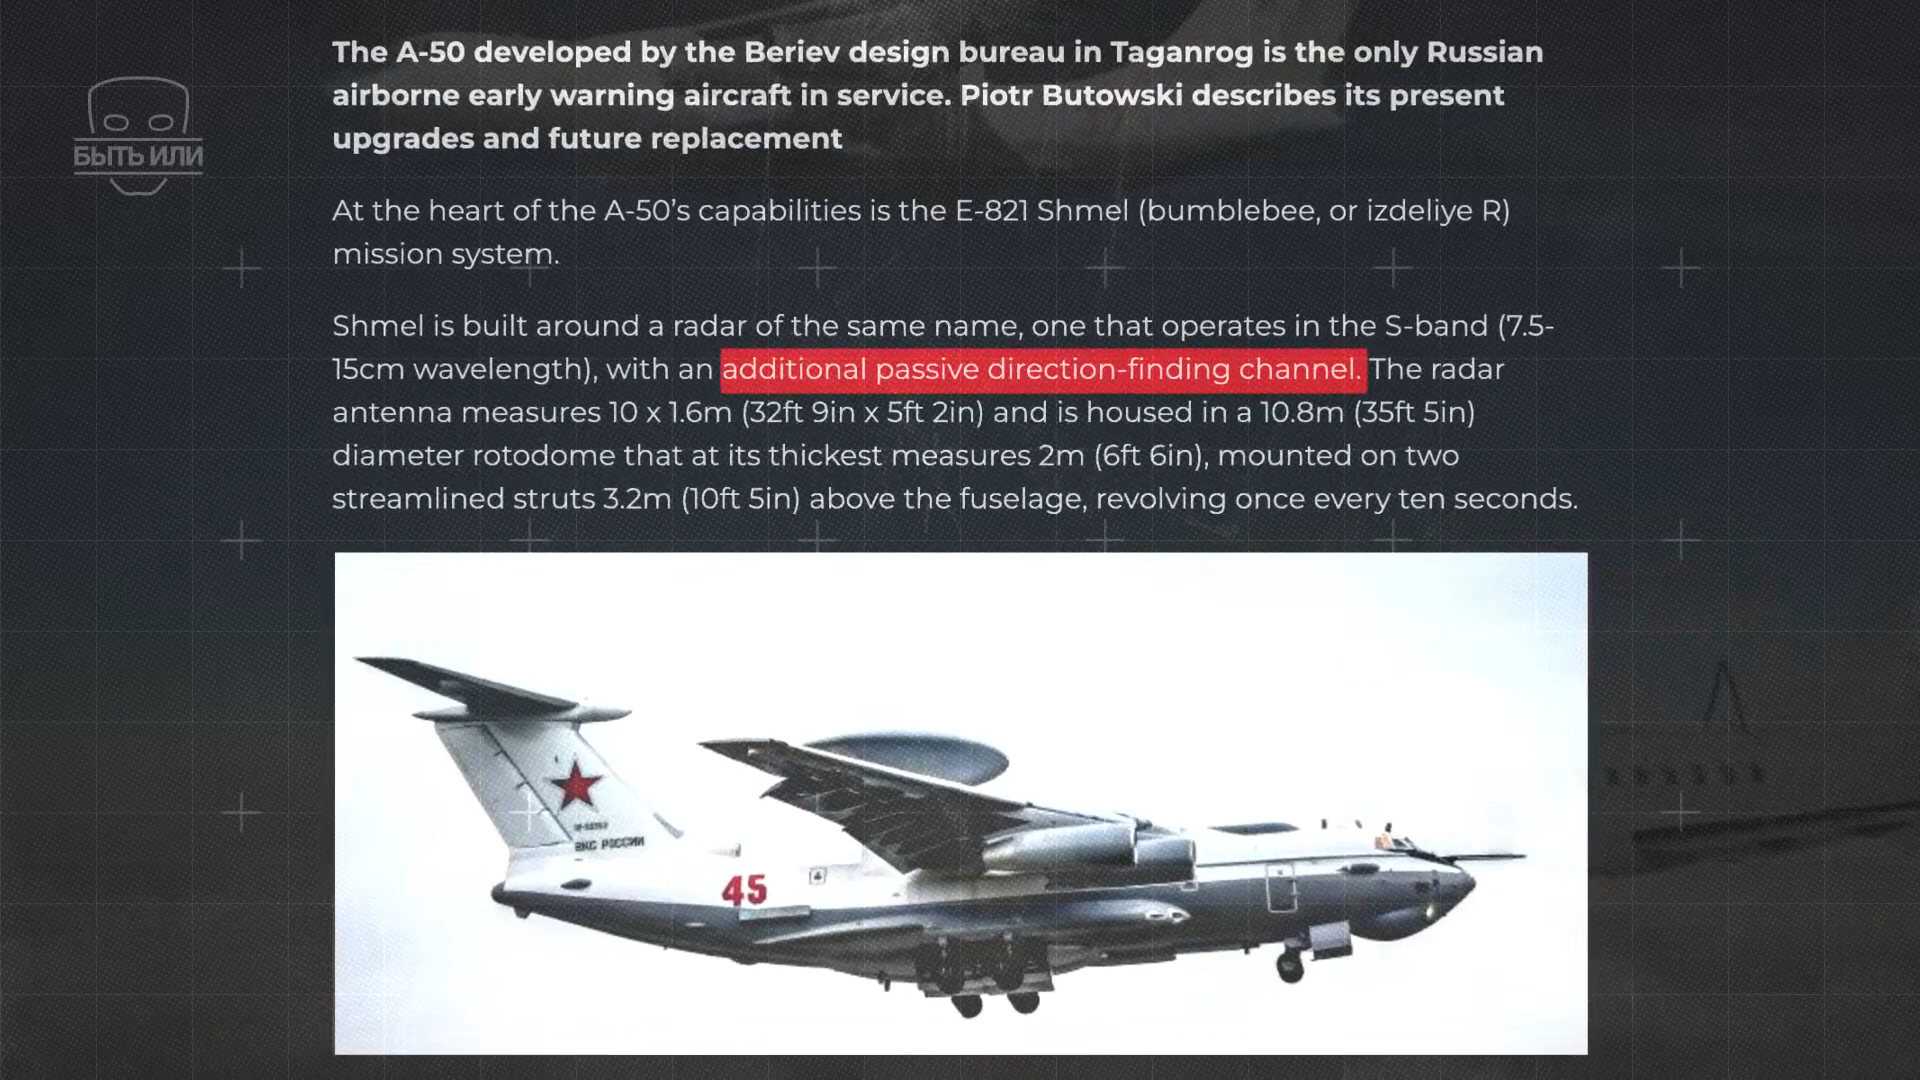 The A-50 developed by the Beriev design bureau in Taganrog is the only Russian
airborne early warning aircraft in service. Piotr Butowski describes its present
upgrades and future replacement
БЫТЬ ИЛИ
At the heart of the A-50’s capabilities is the E-821 Shmel (bumblebee, or izdeliye R)
mission system.
Shmel is built around a radar of the same name, one that operates in the S-band (7.5-
15cm wavelength), with an additional passive direction-finding channel. The radar
antenna measures 10 x 1.6m (32ft 9in x 5ft 2in) and is housed in a 10.8m (35ft 5in)
diameter rotodome that at its thickest measures 2m (6ft 6in), mounted on two
streamlined struts 3.2m (10ft 5in) above the fuselage, revolving once every ten seconds.
ВКС РОССИИ
45